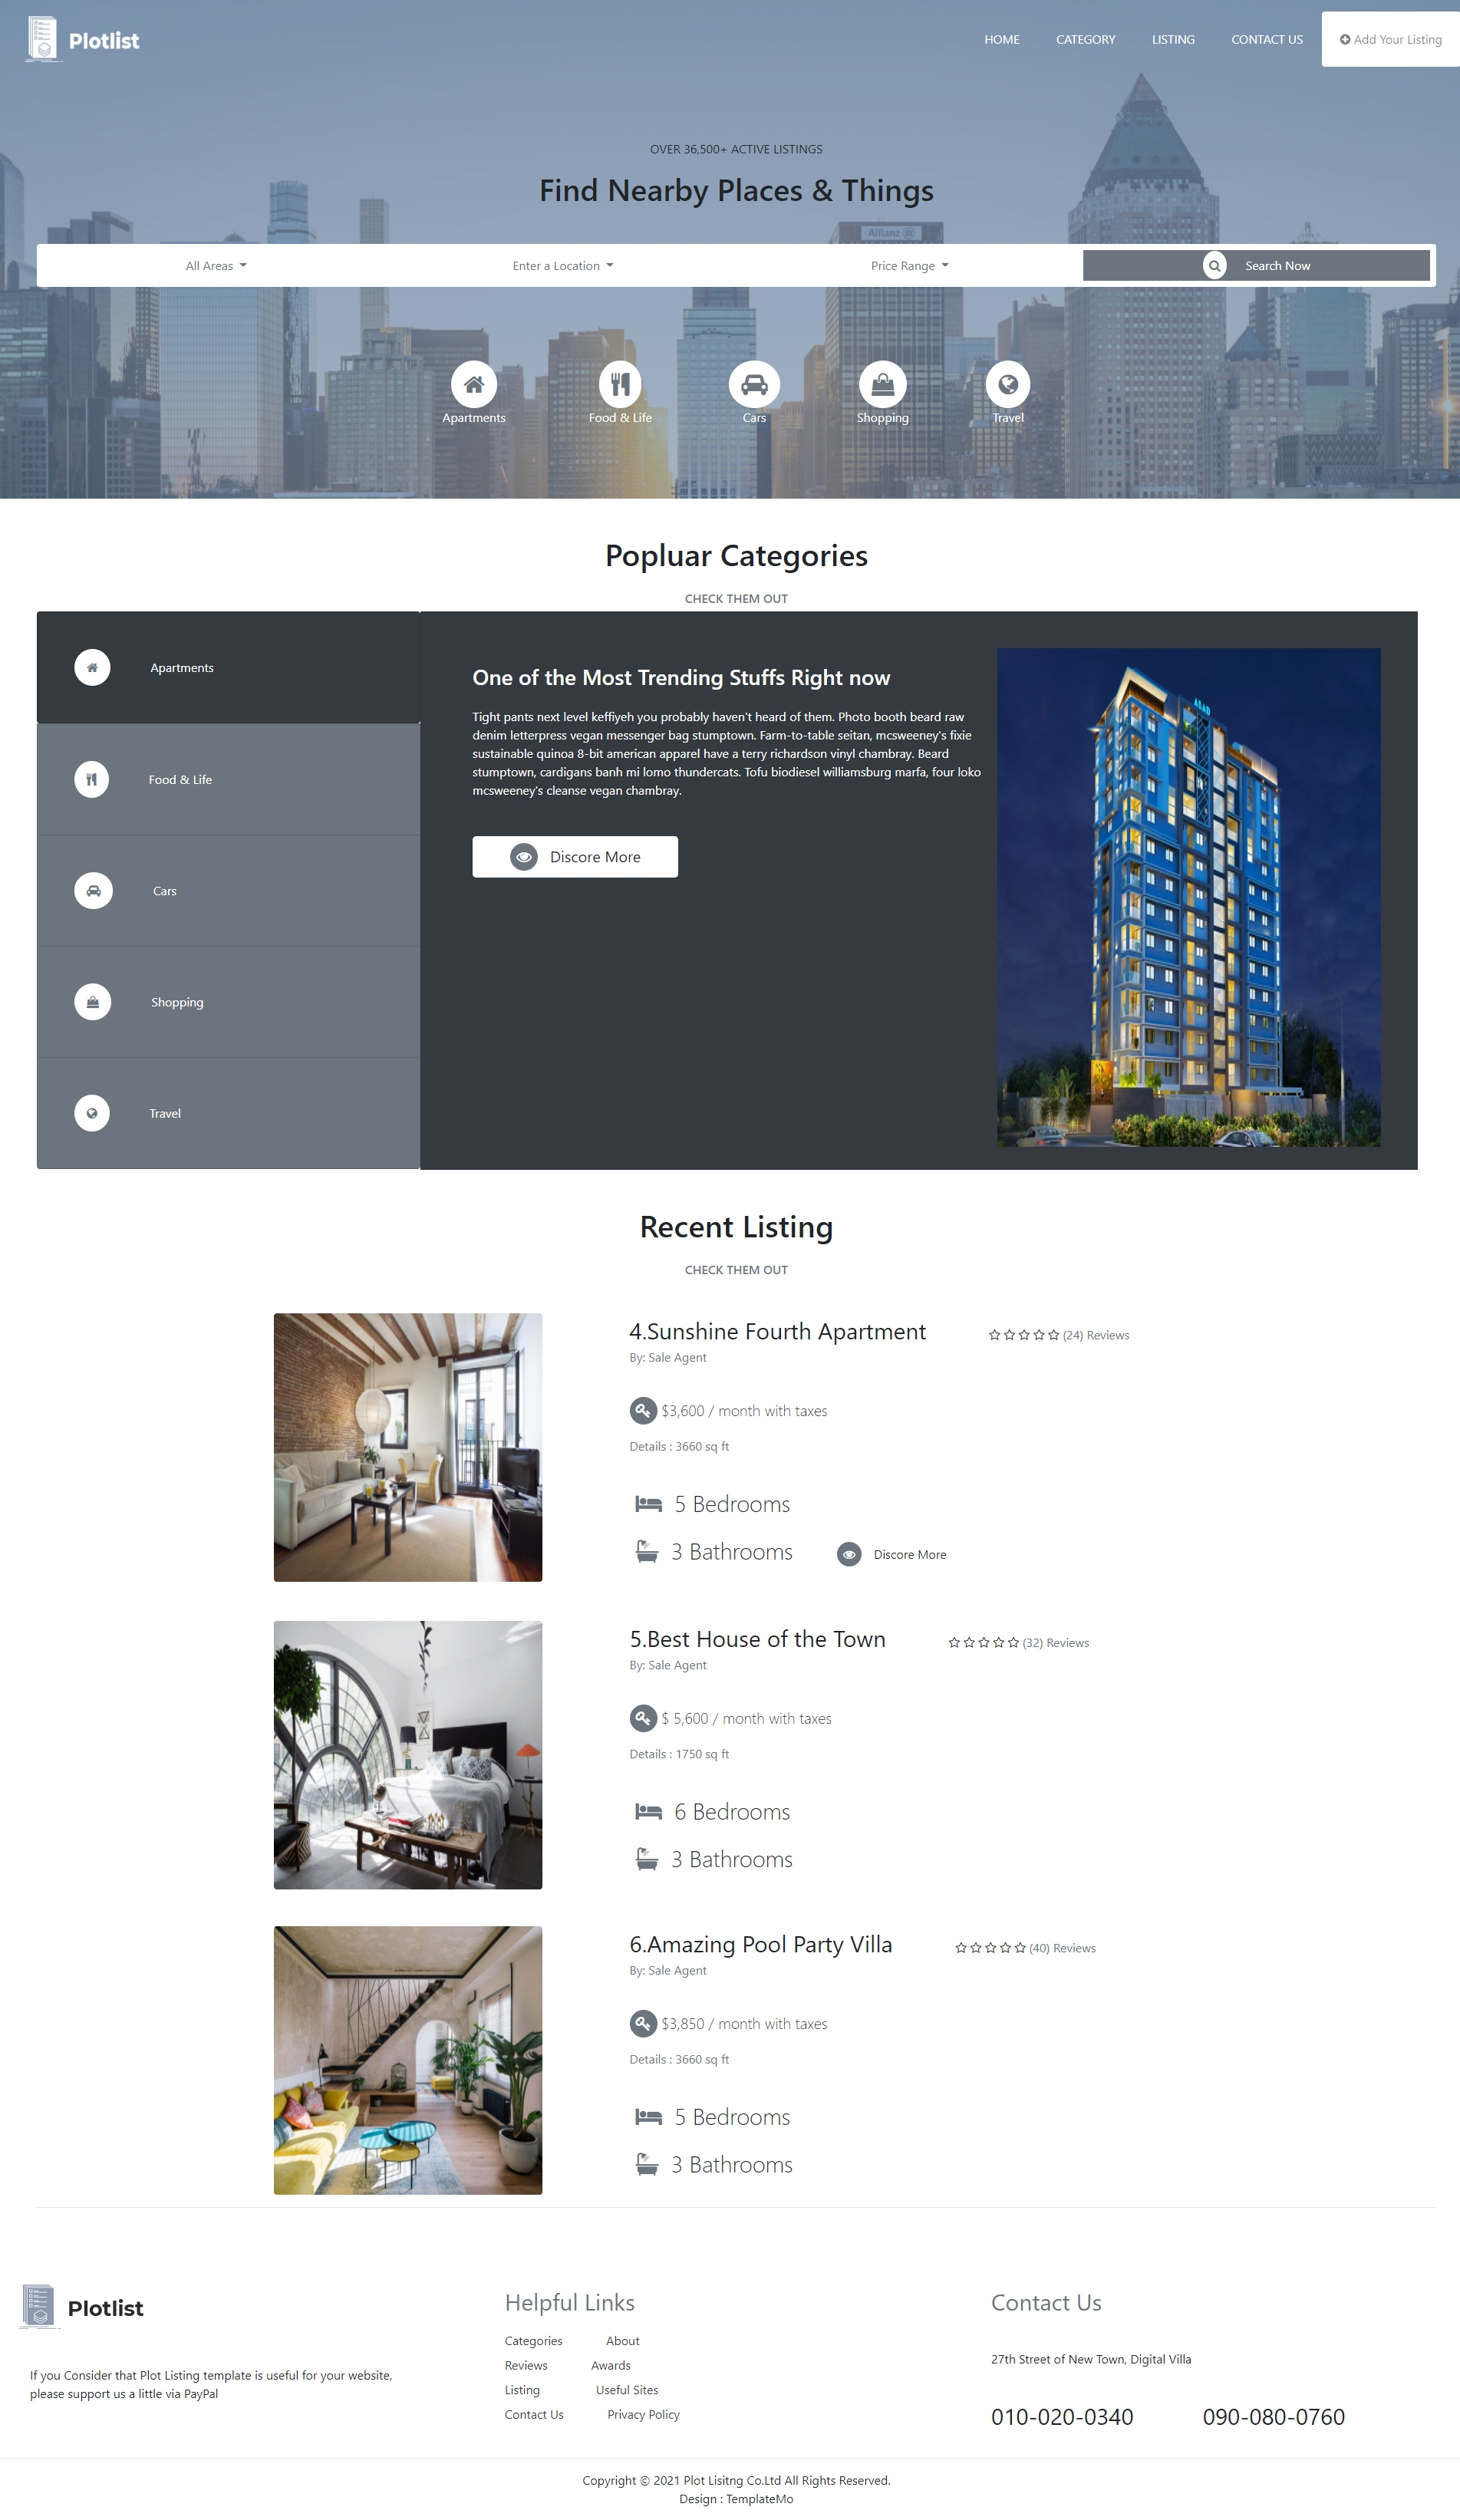 Plotlist
HOME
CATEGORY
LISTING
CONTACT US
Add Your Listing
OVER 36,500+ ACTIVE LISTINGS
Find Nearby Places & Things
Allianz
All Areas
Enter a Location
Price Range
Search Now
Apartments
Food & Life
Cars
Shopping
Travel
Popluar Categories
CHECK THEM OUT
Apartments
Food & Life
Cars
Shopping
Travel
One of the Most Trending Stuffs Right now
Tight pants next level keffiyeh you probably haven't heard of them. Photo booth beard raw
denim letterpress vegan messenger bag stumptown. Farm-to-table seitan, mcsweeney's fixie
sustainable quinoa 8-bit american apparel have a terry richardson vinyl chambray. Beard
stumptown, cardigans banh mi lomo thundercats. Tofu biodiesel williamsburg marfa, four loko
mcsweeney's cleanse vegan chambray.
Discore More
Recent Listing
CHECK THEM OUT
4.Sunshine Fourth Apartment
(24) Reviews
By: Sale Agent
$3,600 / month with taxes
Details : 3660 sq ft
5 Bedrooms
3 Bathrooms
Discore More
5.Best House of the Town
(32) Reviews
By: Sale Agent
$ 5,600 / month with taxes
Details : 1750 sq ft
6 Bedrooms
3 Bathrooms
6.Amazing Pool Party Villa
(40) Reviews
By: Sale Agent
$3,850 / month with taxes
Details : 3660 sq ft
5 Bedrooms
3 Bathrooms
Plotlist
If you Consider that Plot Listing template is useful for your website,
please support us a little via PayPal
Helpful Links
Categories About
Reviews Awards
Listing Useful Sites
Contact Us Privacy Policy
Contact Us
27th Street of New Town, Digital Villa
010-020-0340 090-080-0760
Copyright © 2021 Plot Lisitng Co.Ltd All Rights Reserved.
Design : TemplateMo